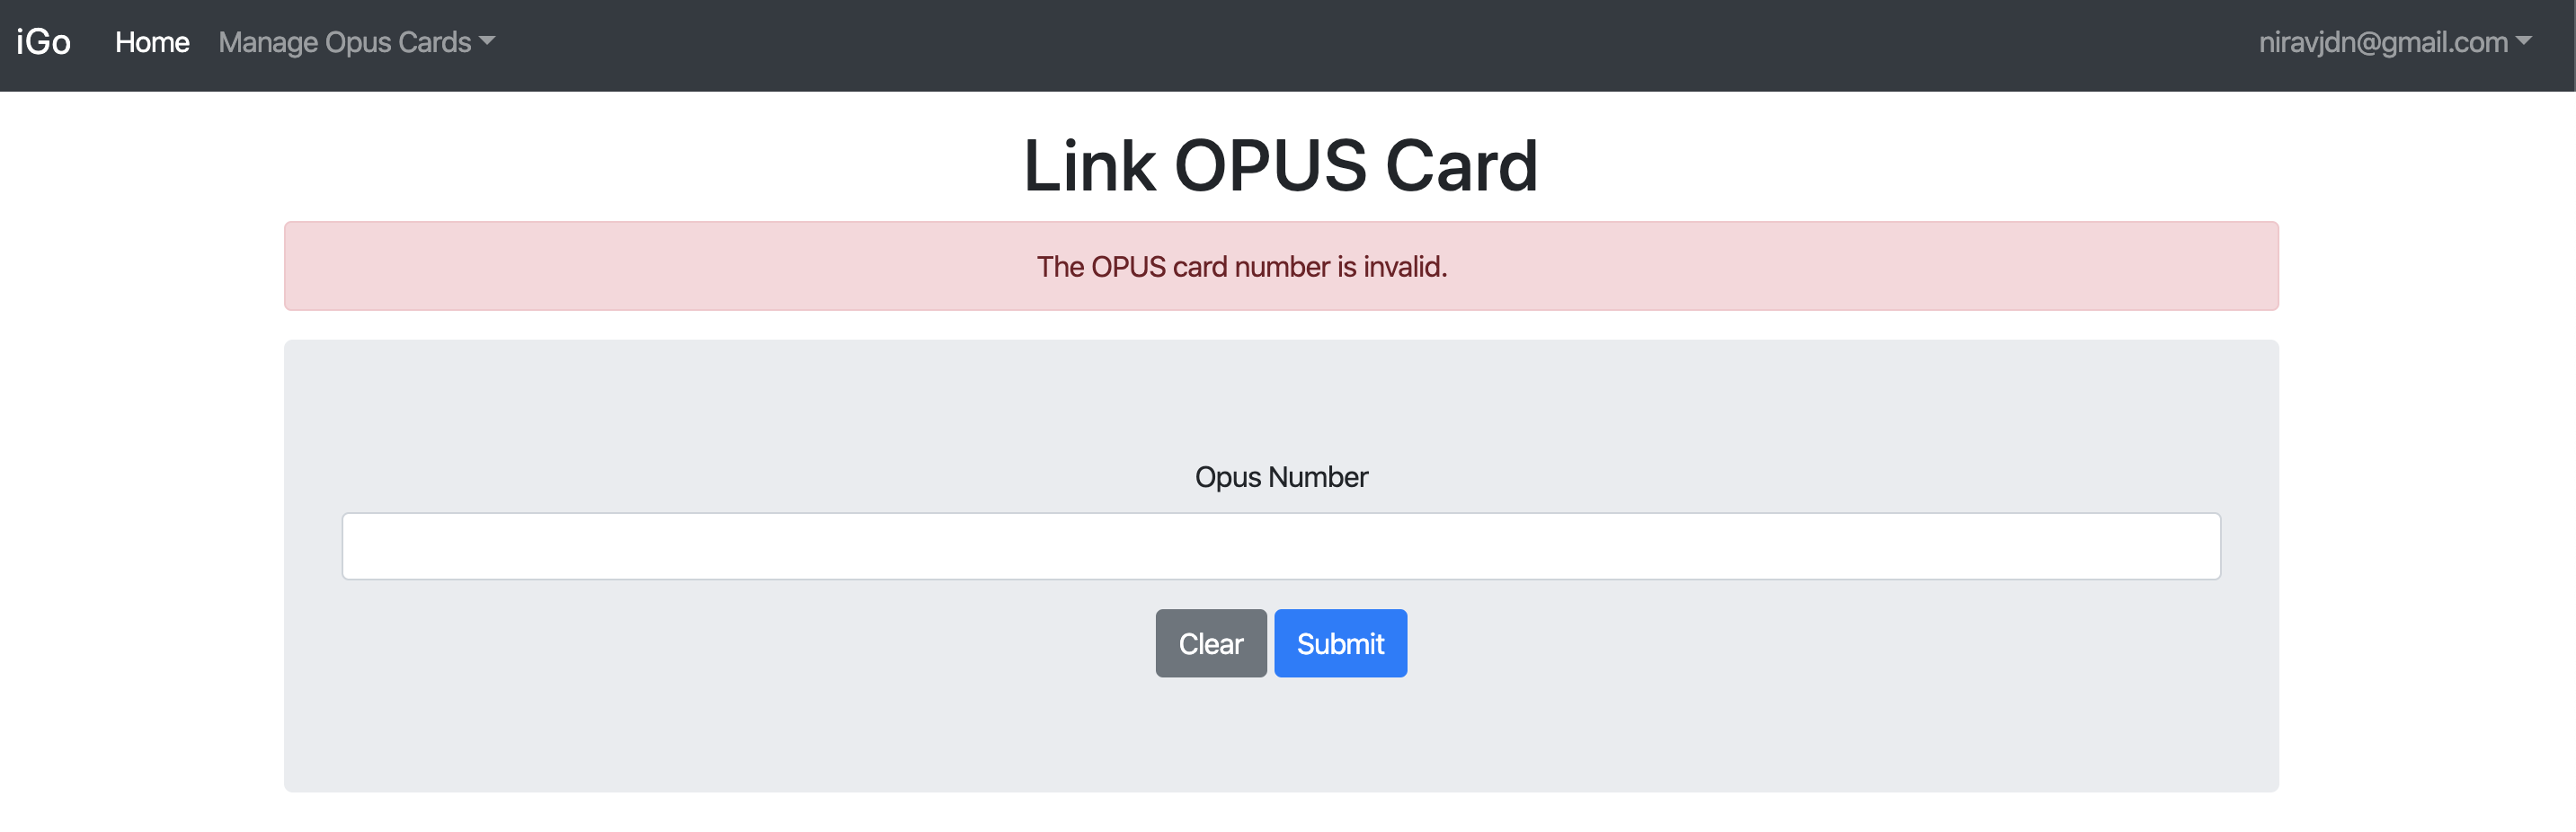 iGo Home Manage Opus Cards niravjdn@gmail.com
Link OPUS Card
The OPUS card number is invalid.
Opus Number
Clear Submit